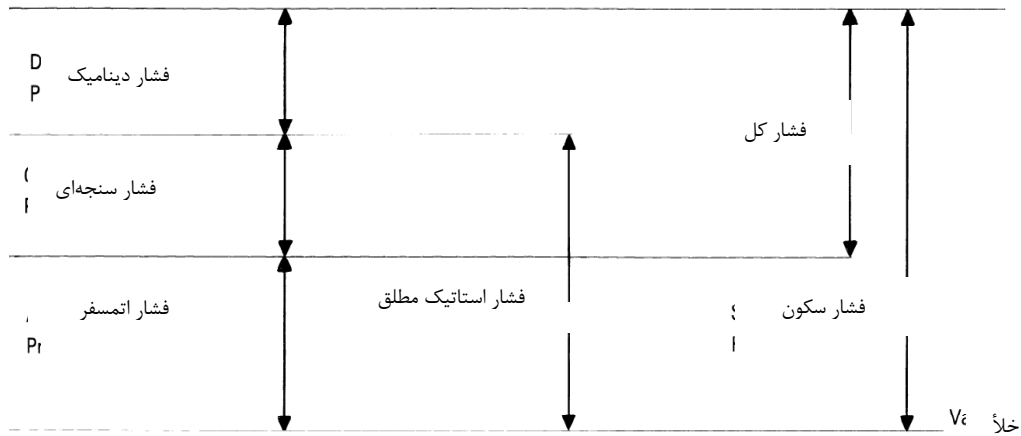 فشار دینامیک
فشار کل
فشار سنجه‌ای
فشار استاتیک مطلق
فشار اتمسفر
فشار سکون
خلأ